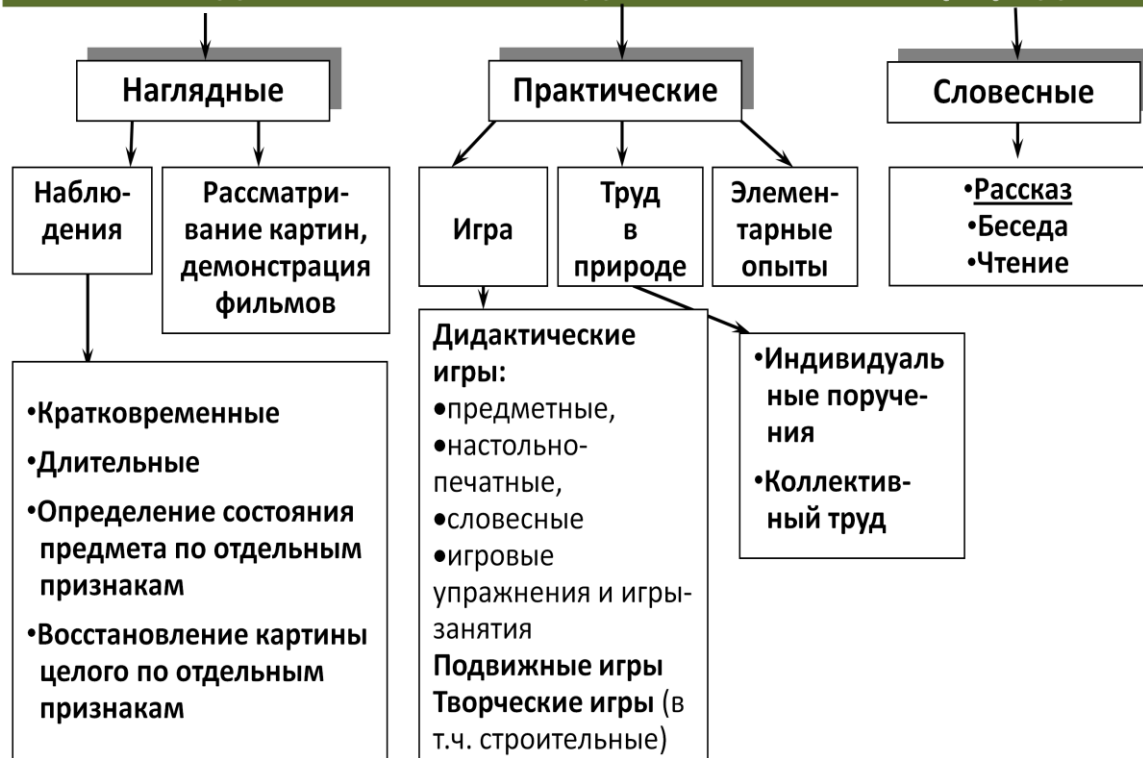 Наглядные
Практические
Словесные
Наблю-
дения
Рассматри-
вание картин,
демонстрация
фильмов
Игра
Труд
в
природе
Элемен-
тарные
опыты
•Рассказ
•Беседа
•Чтение
•Кратковременные
•Длительные
•Определение состояния
предмета по отдельным
признакам
•Восстановление картины
целого по отдельным
признакам
Дидактические
игры:
•предметные,
•настольно-
печатные,
•словесные
•игровые
упражнения и игры-
занятия
Подвижные игры
Творческие игры (в
т.ч. строительные)
•Индивидуаль
ные поруче-
ния
•Коллектив-
ный труд